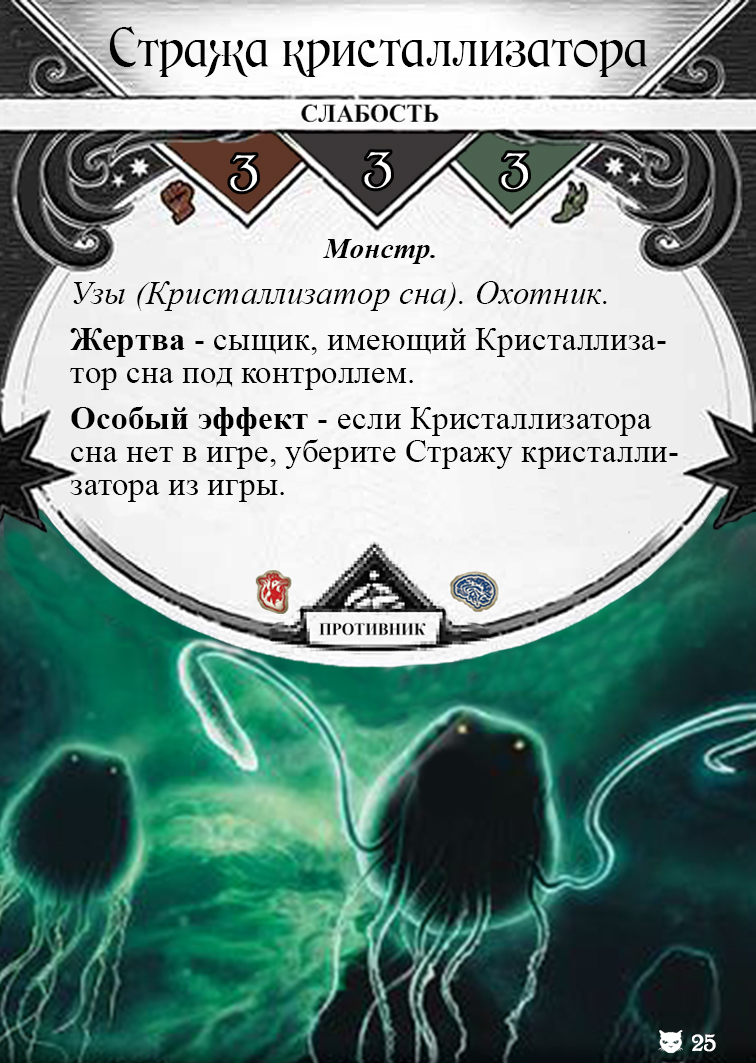 Стража кристаллизатора
СЛАБОСТЬ
3 3 3
Монстр.
Узы (Кристаллизатор сна). Охотник.
Жертва - сыщик, имеющий Кристаллиза-
тор сна под контроллем.
Особый эффект - если Кристаллизатора
сна нет в игре, уберите Стражу кристалли-
затора из игры.
ПРОТИВНИК
25